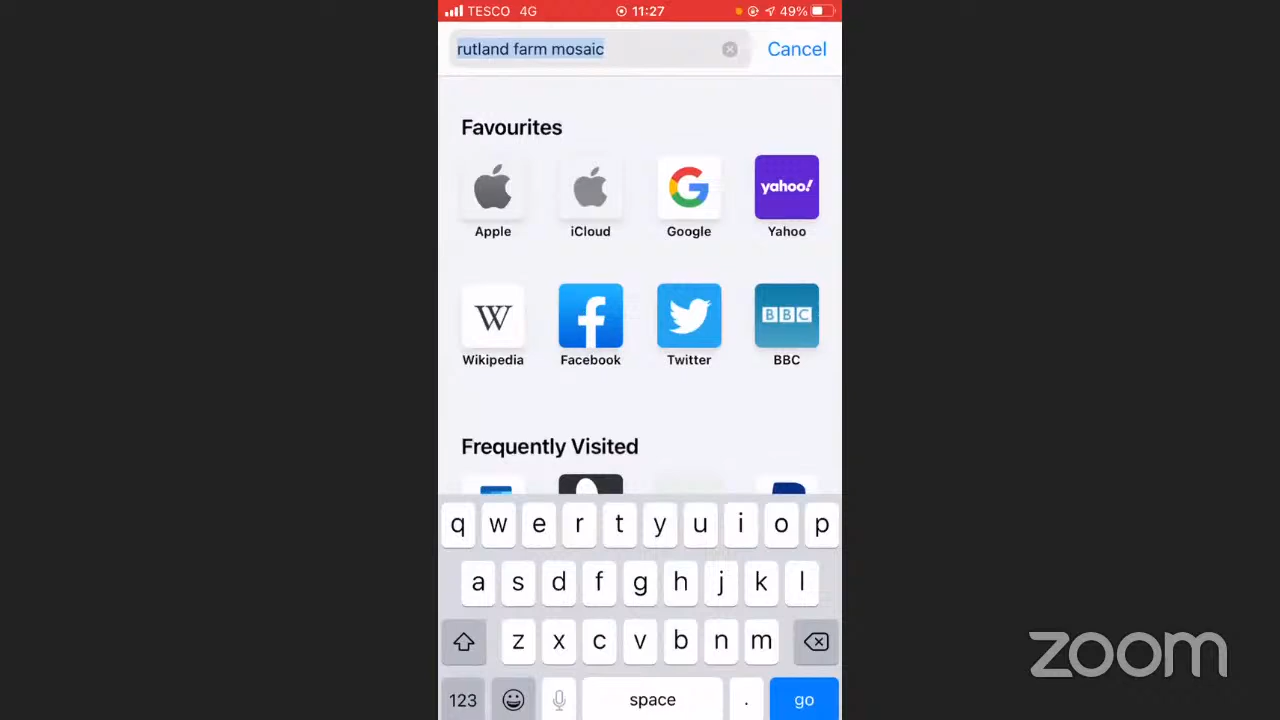 TESCO 4G 11:27 49%
rutland farm mosaic Cancel
Favourites
yahoo!
Apple iCloud Google Yahoo
W f BBC
Wikipedia Facebook Twitter BBC
Frequently Visited
q w e r t y u i o p
a s d f g h j k l
z x c v b n m
zoom
123 space . go